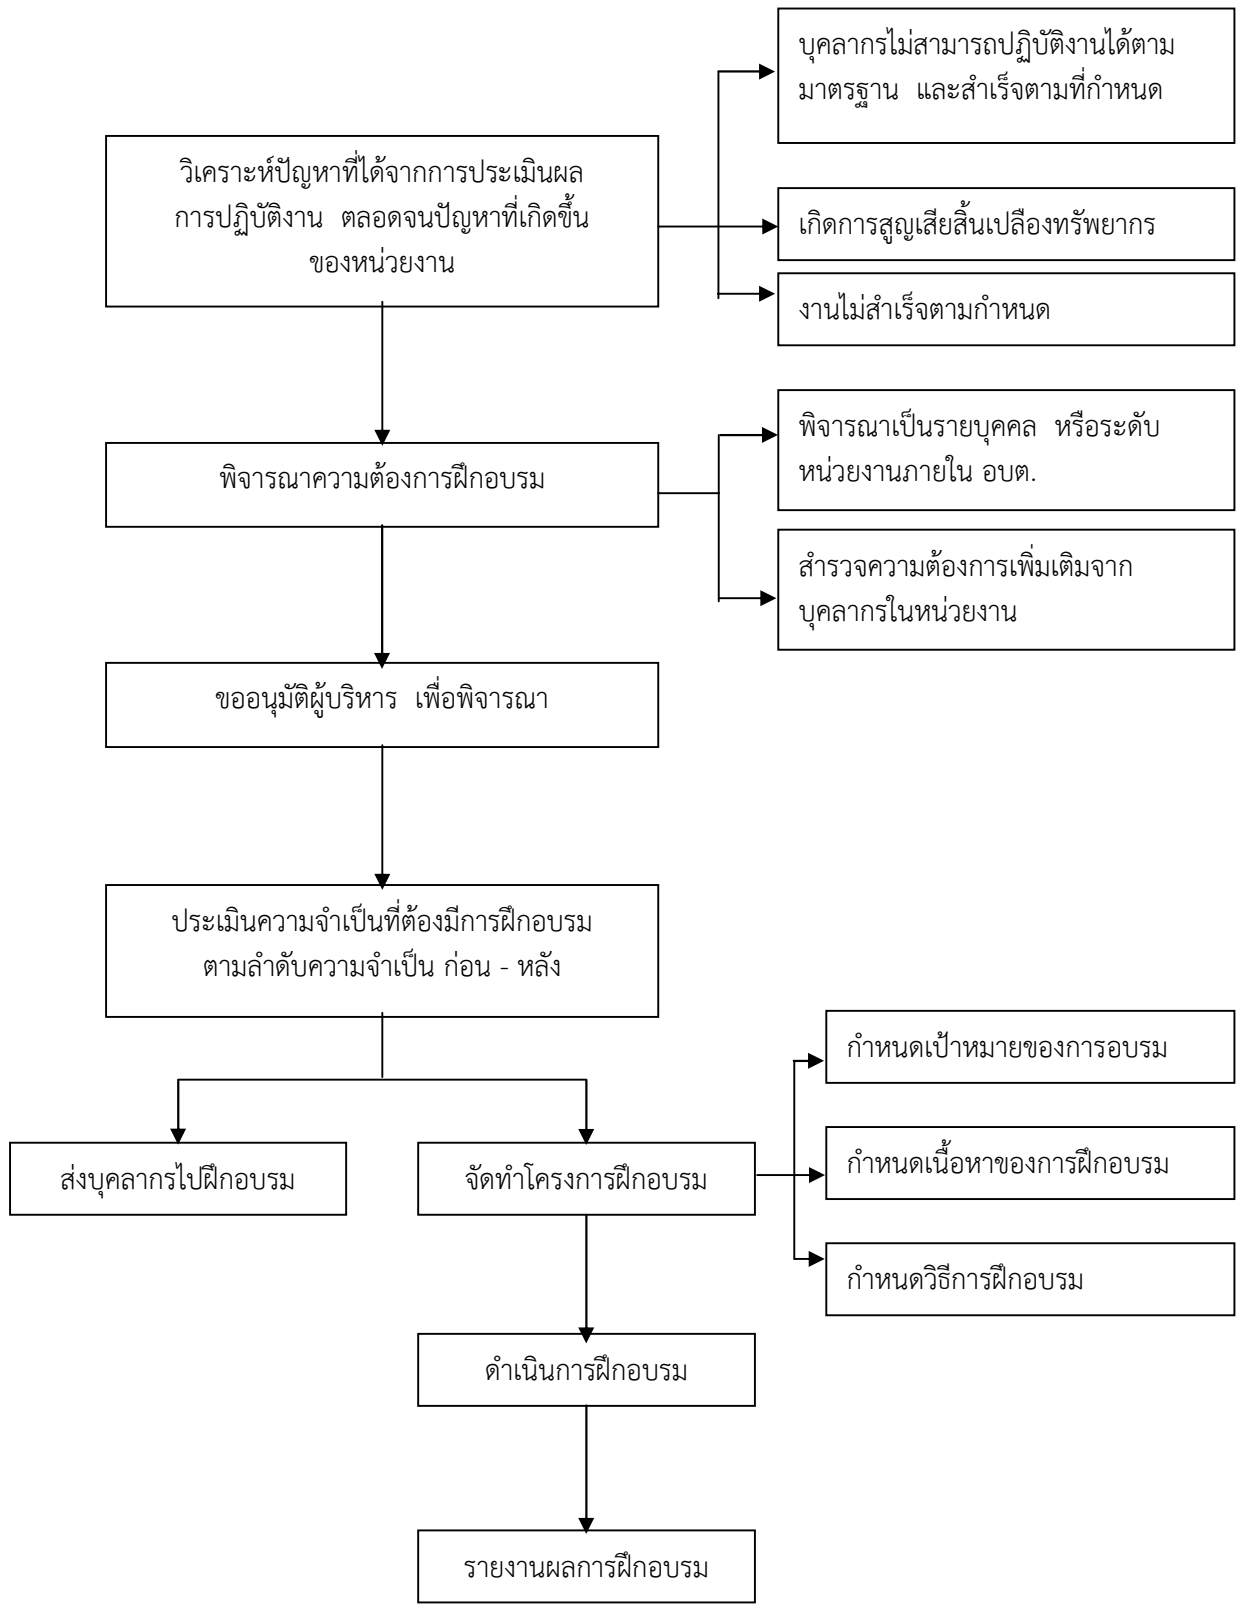 บุคลากรไม่สามารถปฏิบัติงานได้ตาม
มาตรฐาน และสำเร็จตามที่กำหนด
วิเคราะห์ปัญหาที่ได้จากการประเมินผล
การปฏิบัติงาน ตลอดจนปัญหาที่เกิดขึ้น
ของหน่วยงาน
เกิดการสูญเสียสิ้นเปลืองทรัพยากร
งานไม่สำเร็จตามกำหนด
พิจารณาความต้องการฝึกอบรม
พิจารณาเป็นรายบุคคล หรือระดับ
หน่วยงานภายใน อบต.
สำรวจความต้องการเพิ่มเติมจาก
บุคลากรในหน่วยงาน
ขออนุมัติผู้บริหาร เพื่อพิจารณา
ประเมินความจำเป็นที่ต้องมีการฝึกอบรม
ตามลำดับความจำเป็น ก่อน - หลัง
ส่งบุคลากรไปฝึกอบรม
จัดทำโครงการฝึกอบรม
กำหนดเป้าหมายของการอบรม
กำหนดเนื้อหาของการฝึกอบรม
กำหนดวิธีการฝึกอบรม
ดำเนินการฝึกอบรม
รายงานผลการฝึกอบรม